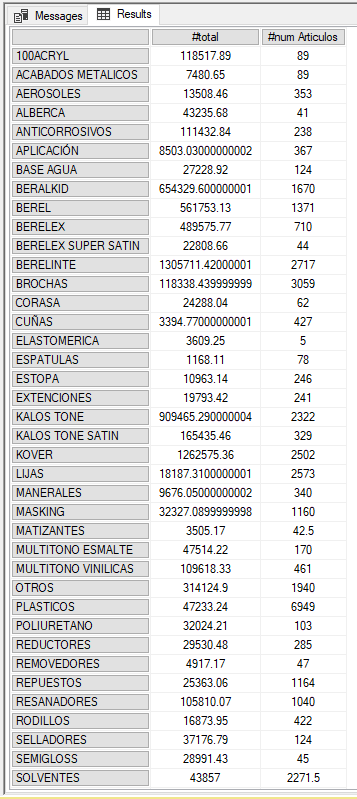 Messages Results
#total #num Articulos
100ACRYL 118517.89 89
ACABADOS METALICOS 7480.65 89
AEROSOLES 13508.46 353
ALBERCA 43235.68 41
ANTICORROSIVOS 111432.84 238
APLICACIÓN 8503.03000000002 367
BASE AGUA 27228.92 124
BERALKID 654329.600000001 1670
BEREL 561753.13 1371
BERELEX 489575.77 710
BERELEX SUPER SATIN 22808.66 44
BERELINTE 1305711.42000001 2717
BROCHAS 118338.439999999 3059
CORASA 24288.04 62
CUÑAS 3394.77000000001 427
ELASTOMERICA 3609.25 5
ESPATULAS 1168.11 78
ESTOPA 10963.14 246
EXTENCIONES 19793.42 241
KALOS TONE 909465.290000004 2322
KALOS TONE SATIN 165435.46 329
KOVER 1262575.36 2502
LIJAS 18187.3100000001 2573
MANERALES 9676.05000000002 340
MASKING 32327.0899999998 1160
MATIZANTES 3505.17 42.5
MULTITONO ESMALTE 47514.22 170
MULTITONO VINILICAS 109618.33 461
OTROS 314124.9 1940
PLASTICOS 47233.24 6949
POLIURETANO 32024.21 103
REDUCTORES 29530.48 285
REMOVEDORES 4917.17 47
REPUESTOS 25363.06 1164
RESANADORES 105810.07 1040
RODILLOS 16873.95 422
SELLADORES 37176.79 124
SEMIGLOSS 28991.43 45
SOLVENTES 43857 2271.5